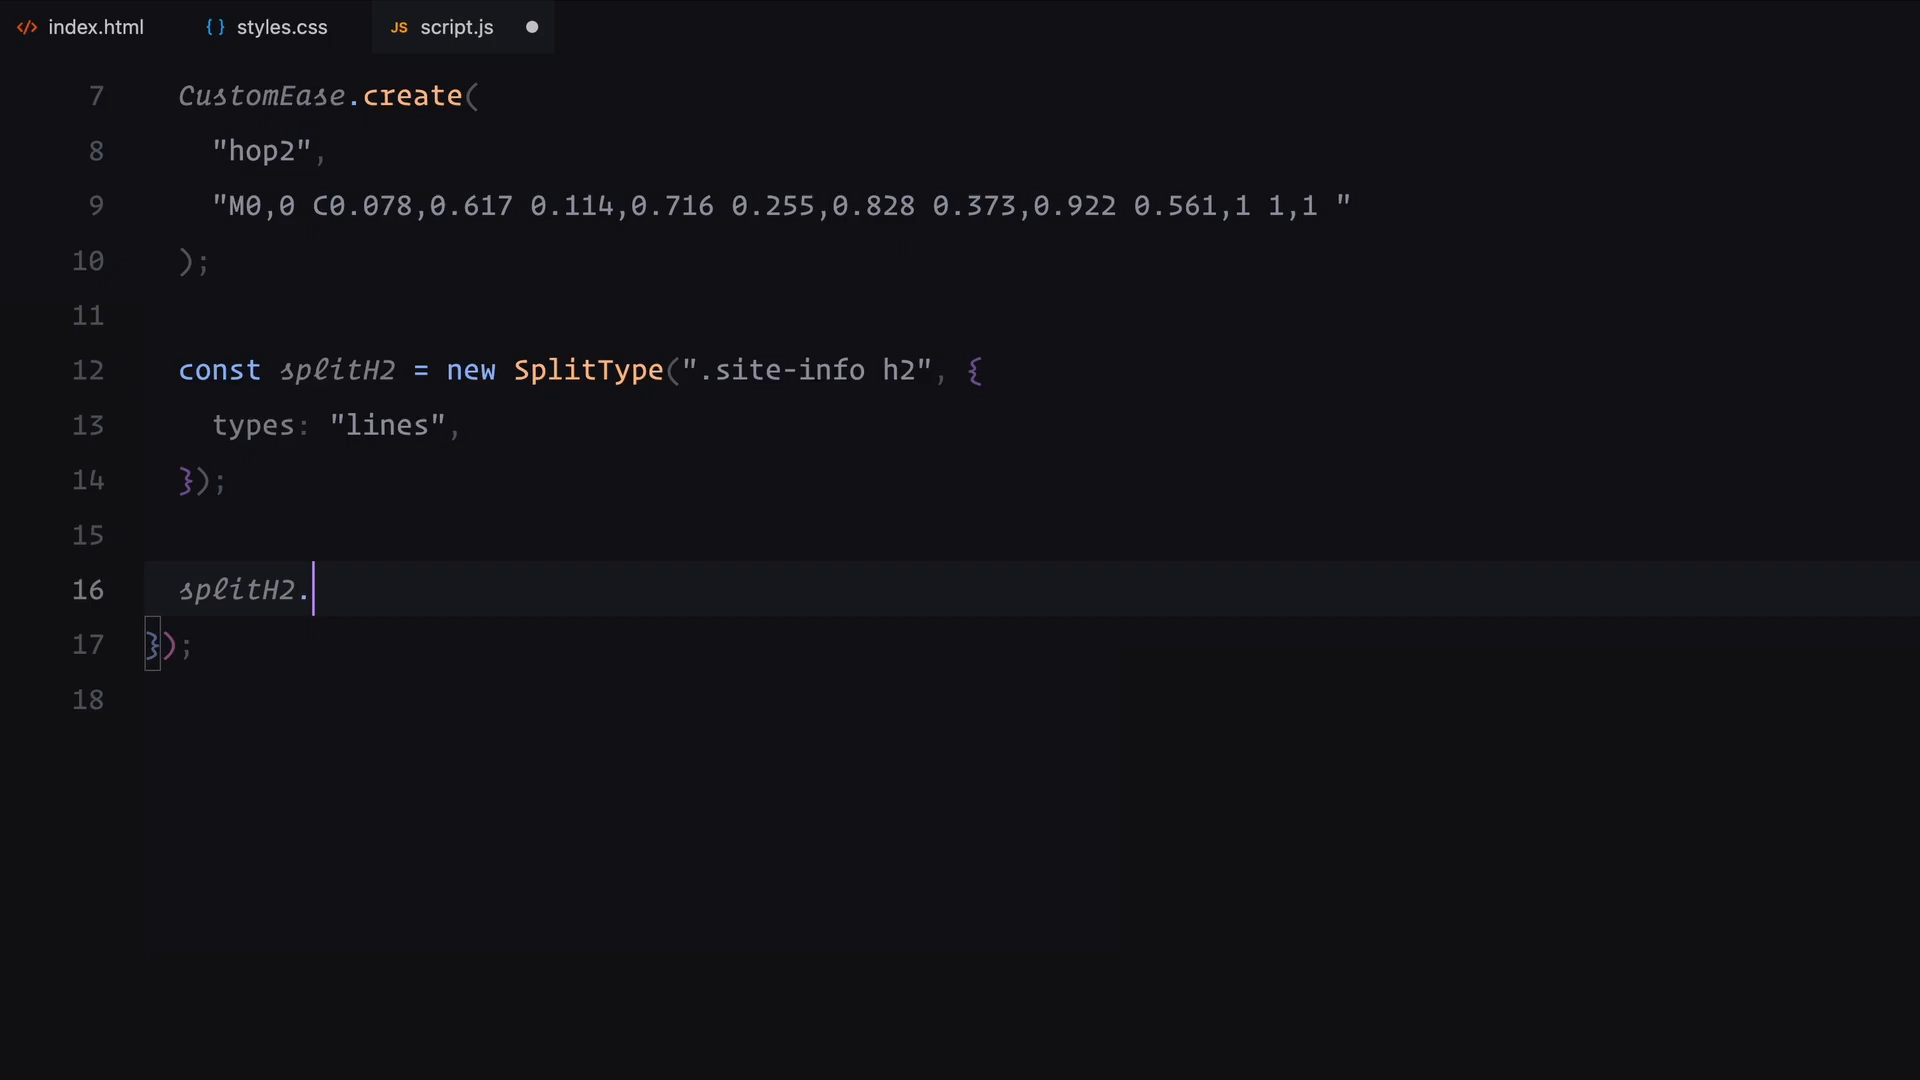 </> index.html {} styles.css JS script.js
7 CustomEase.create(
8 "hop2",
9 "M0,0 C0.078,0.617 0.114,0.716 0.255,0.828 0.373,0.922 0.561,1 1,1 "
10 );
11
12 const splitH2 = new SplitType(".site-info h2", {
13 types: "lines",
14 });
15
16 splitH2.
17 });
18